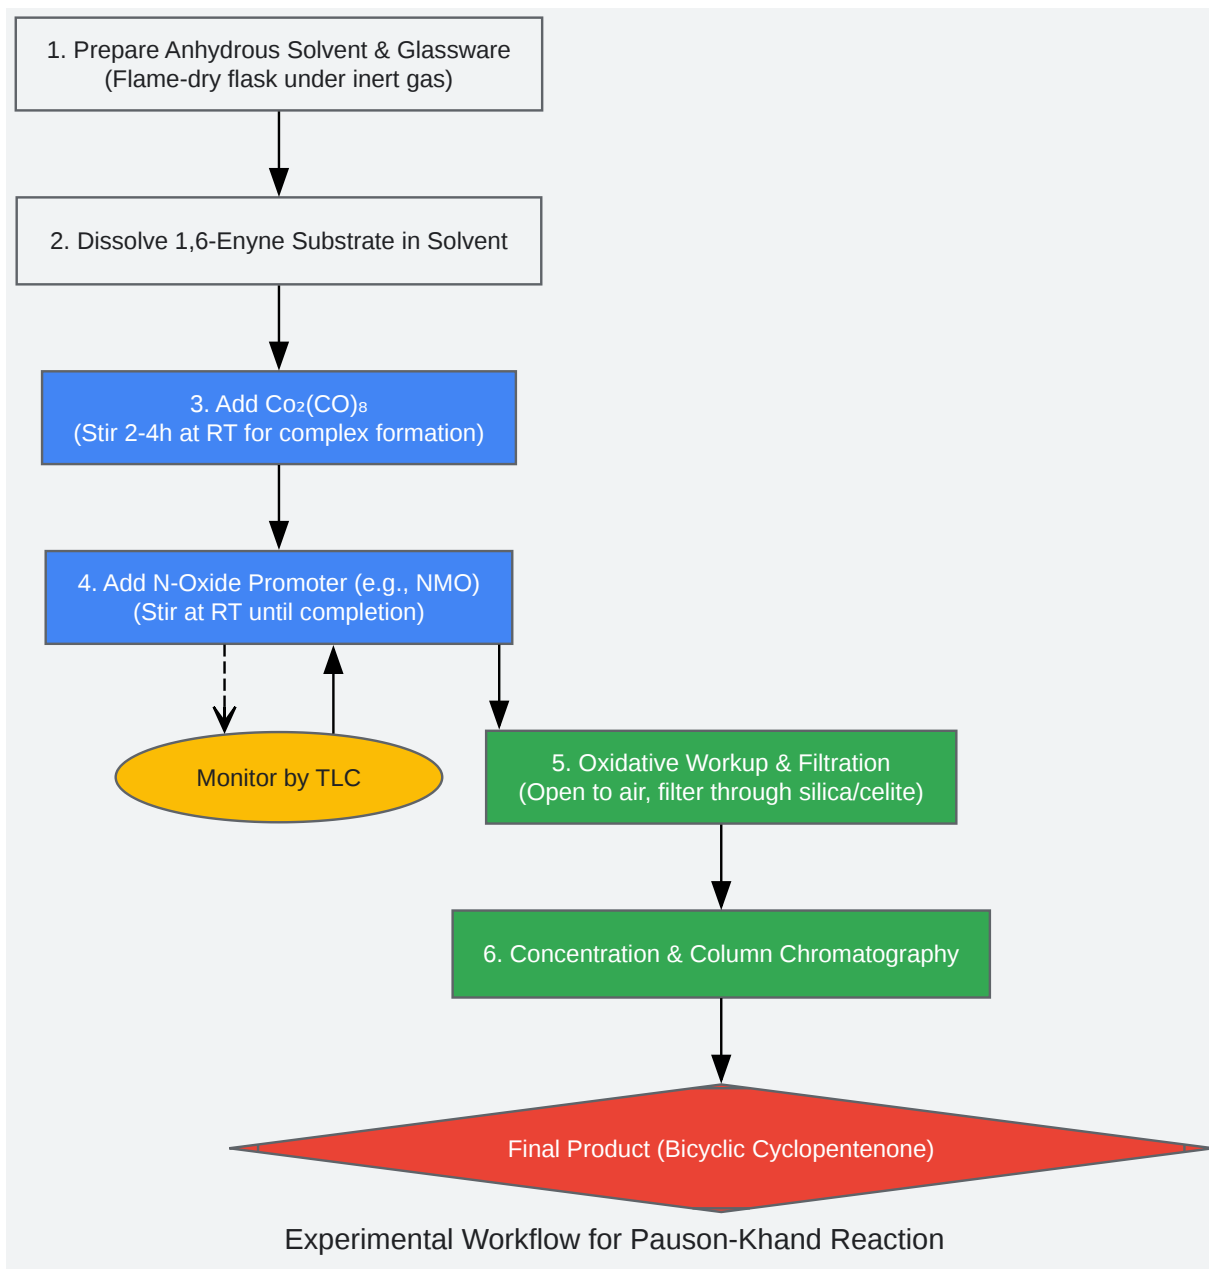 1. Prepare Anhydrous Solvent & Glassware
(Flame-dry flask under inert gas)
2. Dissolve 1,6-Enyne Substrate in Solvent
3. Add Co₂(CO)₈
(Stir 2-4h at RT for complex formation)
4. Add N-Oxide Promoter (e.g., NMO)
(Stir at RT until completion)
Monitor by TLC
5. Oxidative Workup & Filtration
(Open to air, filter through silica/celite)
6. Concentration & Column Chromatography
Final Product (Bicyclic Cyclopentenone)
Experimental Workflow for Pauson-Khand Reaction